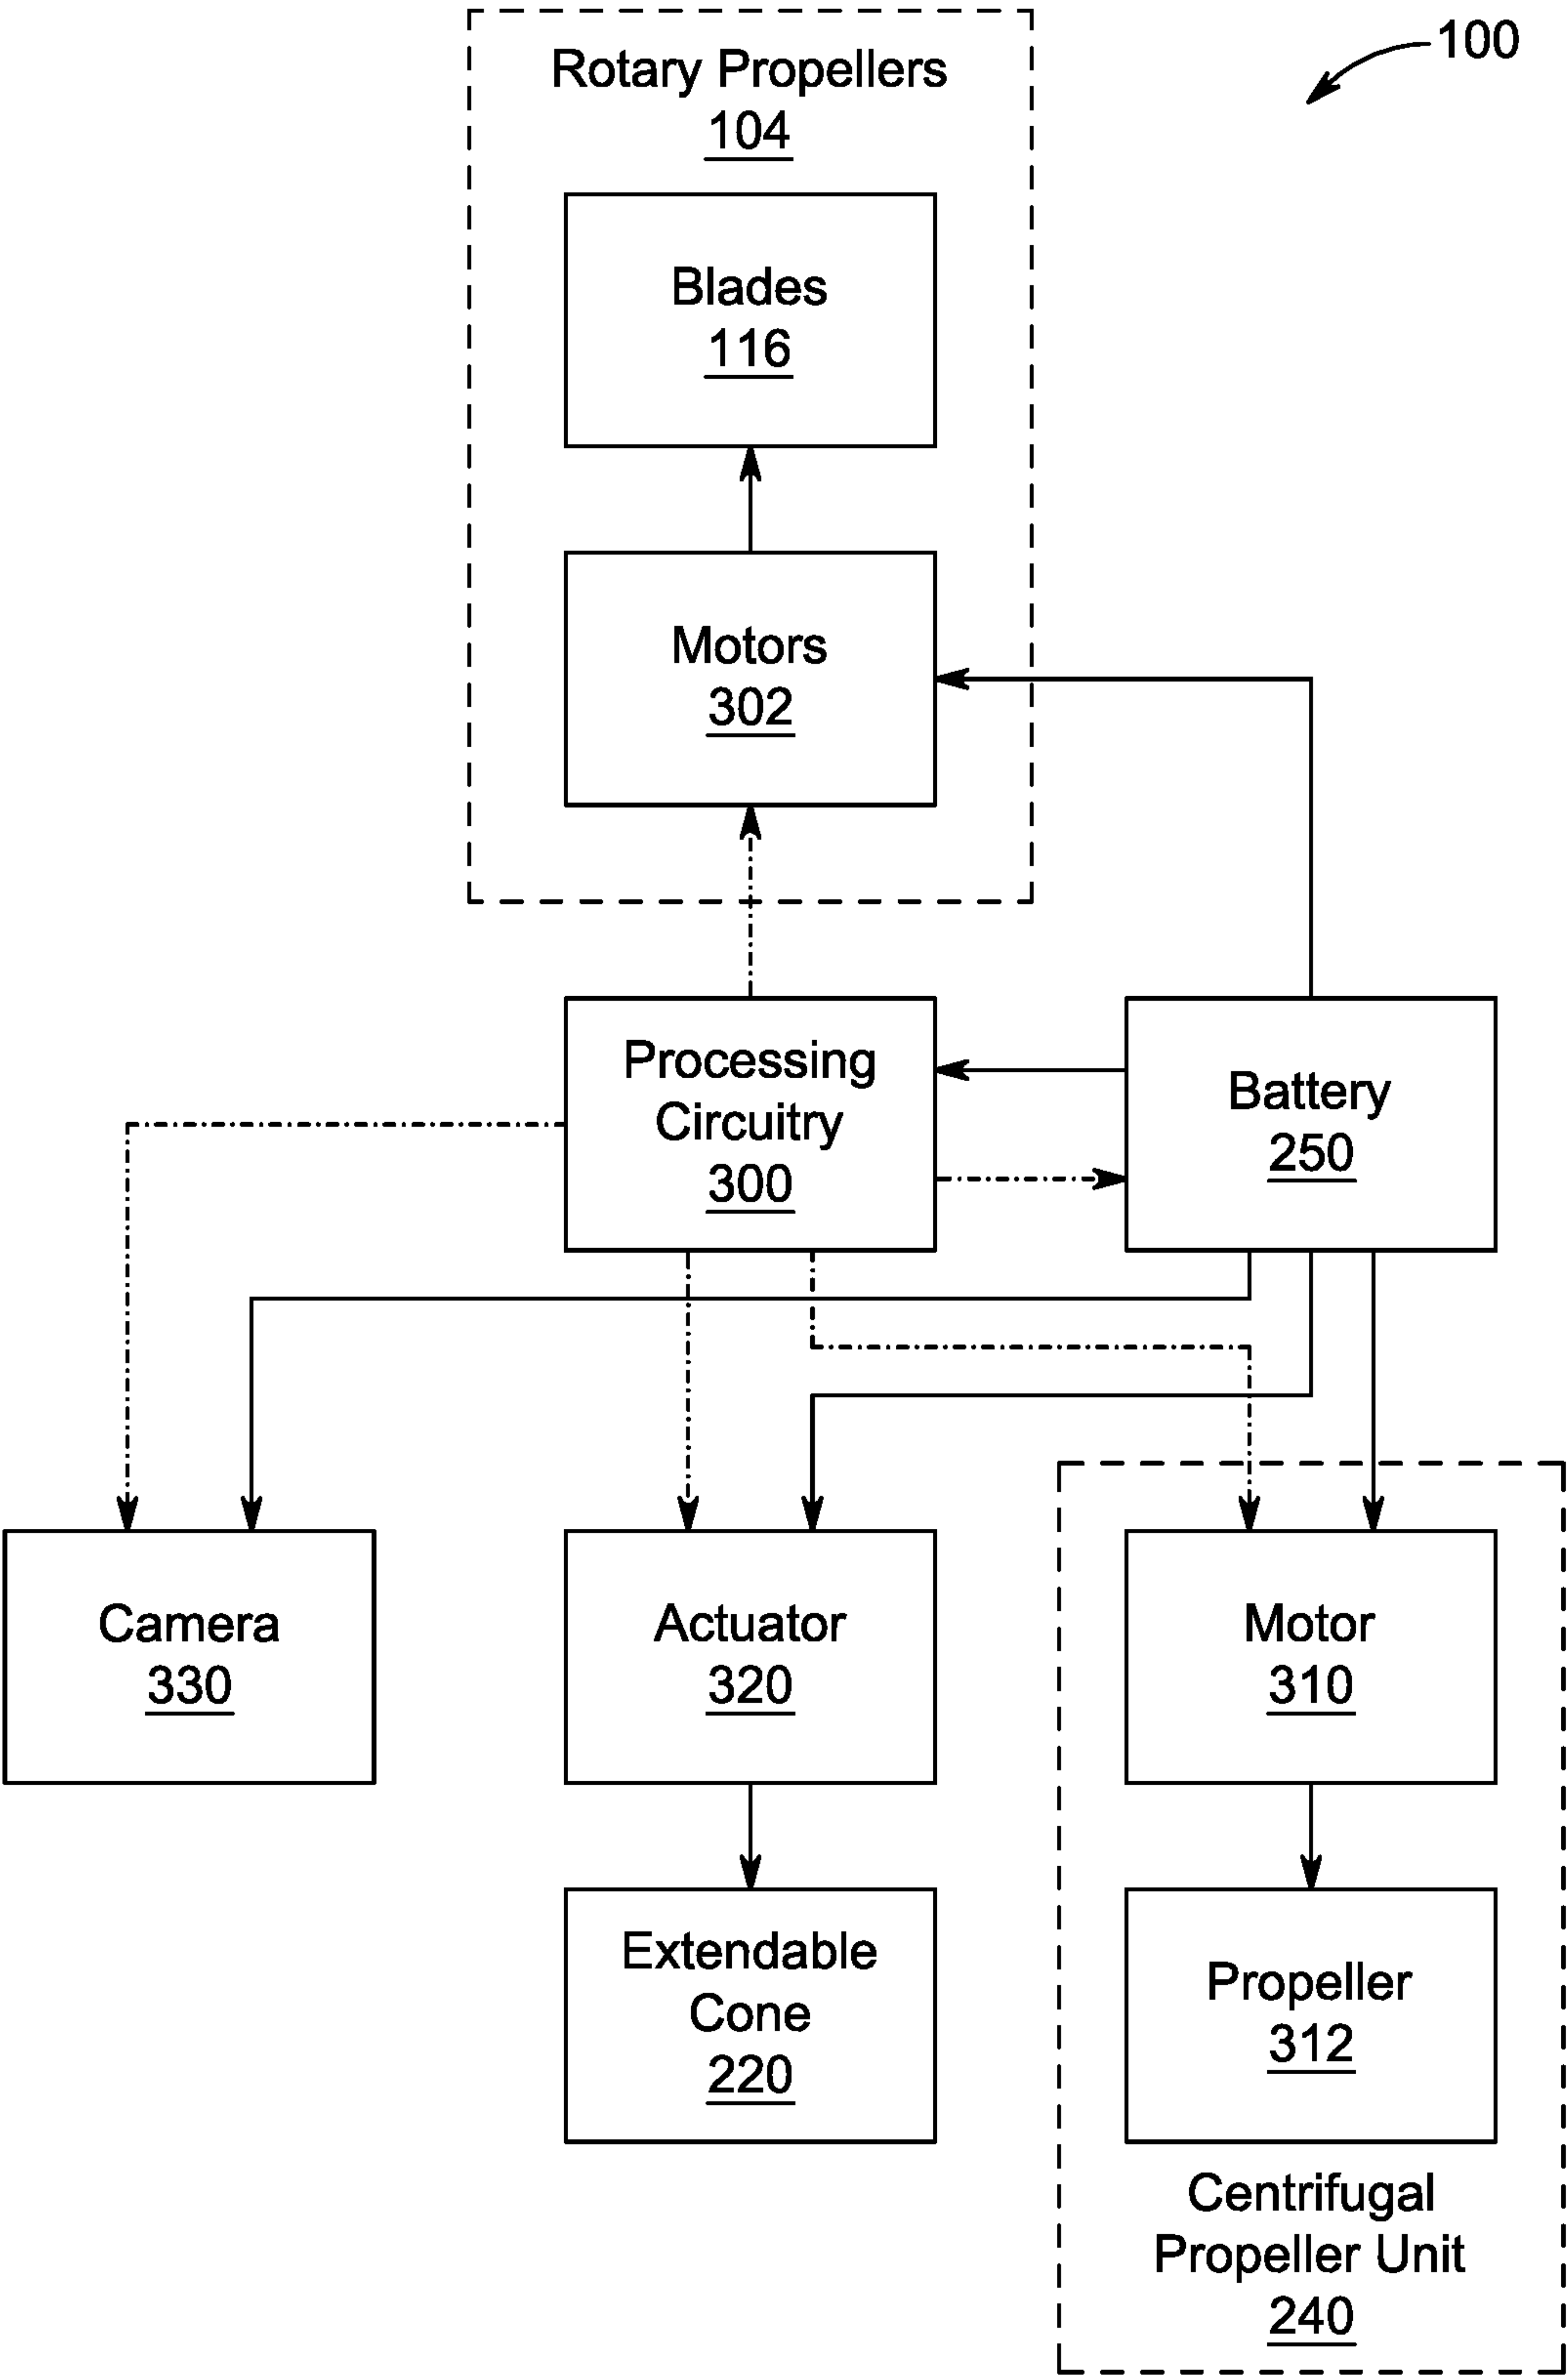 100
Rotary Propellers
104
Blades
116
Motors
302
Processing
Circuitry
300
Battery
250
Camera
330
Actuator
320
Motor
310
Extendable
Cone
220
Propeller
312
Centrifugal
Propeller Unit
240